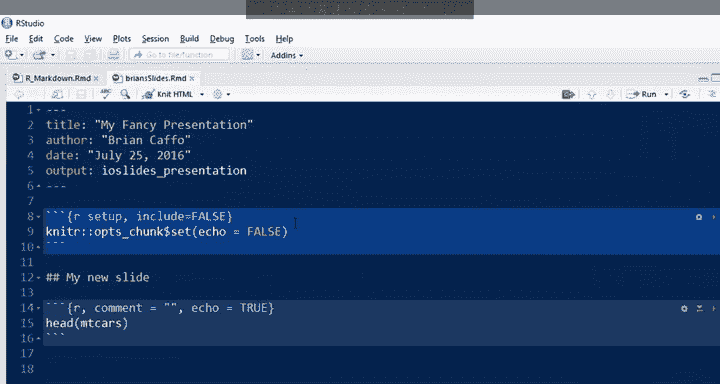 RStudio
File Edit Code View Plots Session Build Debug Tools Help
Go to file/function Addins
R_Markdown.Rmd briansSlides.Rmd
ABC Knit HTML Run
1 ---
2 title: "My Fancy Presentation"
3 author: "Brian Caffo"
4 date: "July 25, 2016"
5 output: ioslides_presentation
6 ---
7
8 ```{r setup, include=FALSE}
9 knitr::opts_chunk$set(echo = FALSE)
10 ```
11
12 ## My new slide
13
14 ```{r, comment = "", echo = TRUE}
15 head(mtcars)
16 ```
17
18